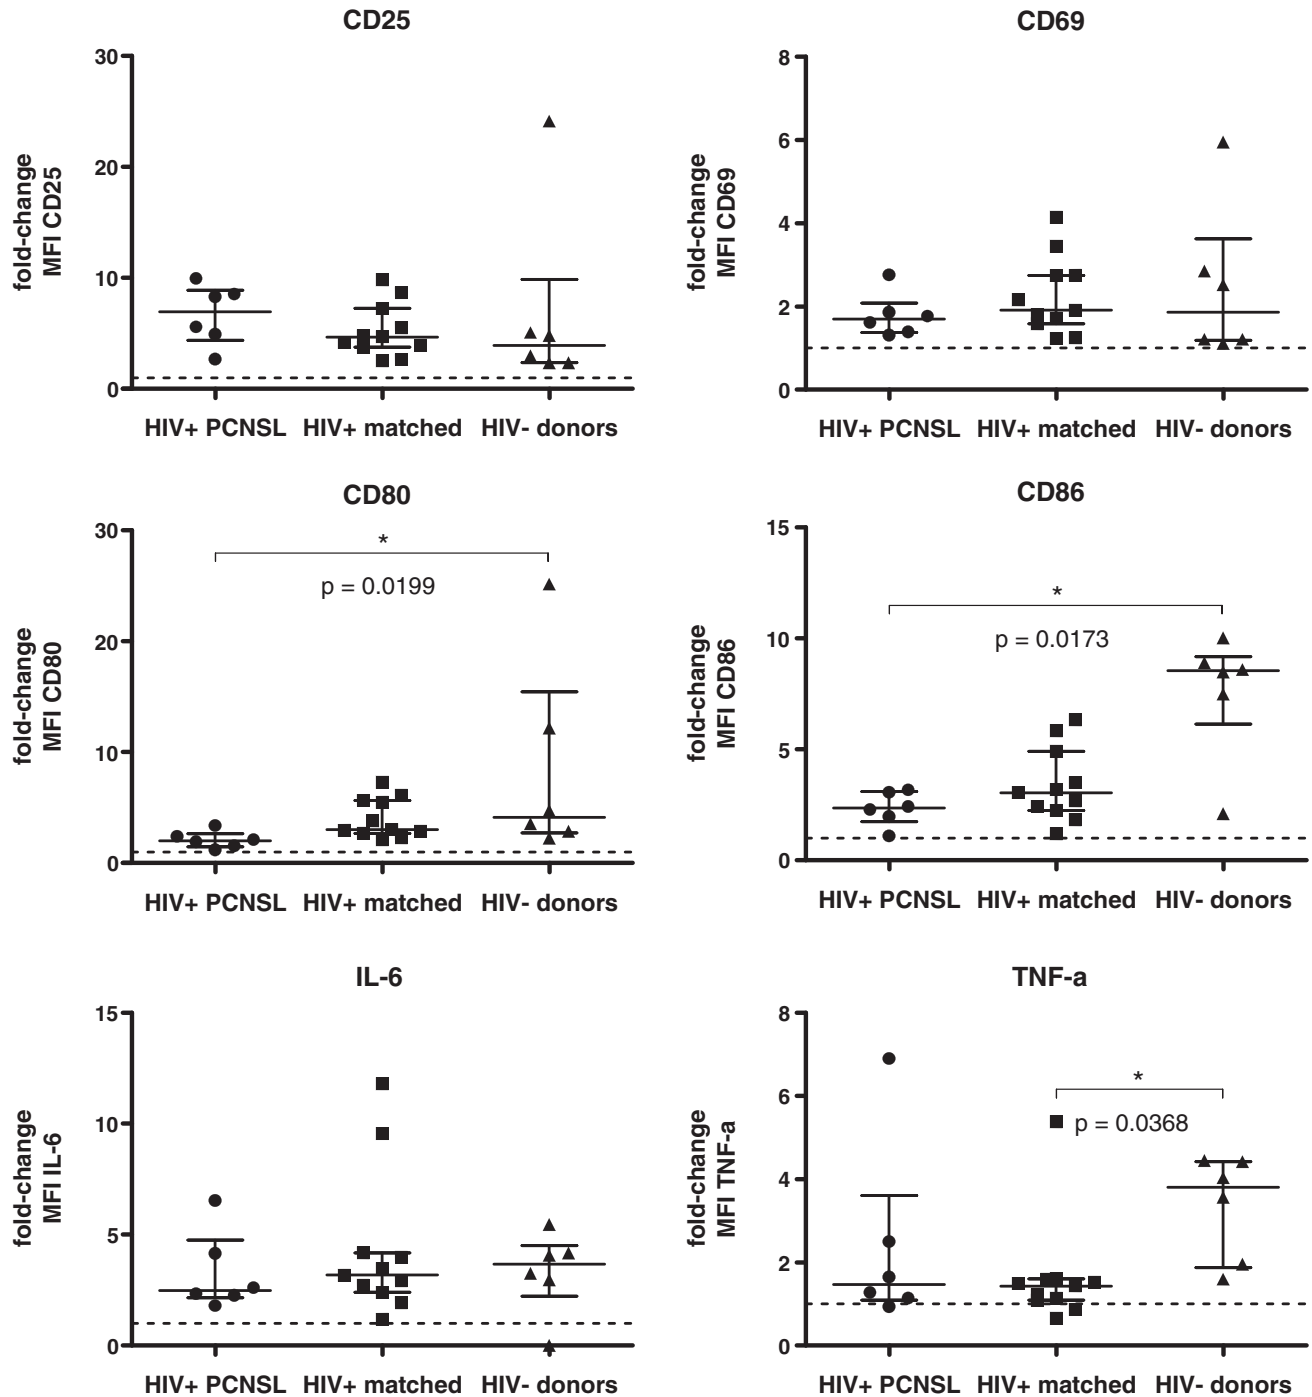 CD25
30
20
10
0
fold-change
MFI CD25
HIV+ PCNSL HIV+ matched HIV- donors
CD69
8
6
4
2
0
fold-change
MFI CD69
HIV+ PCNSL HIV+ matched HIV- donors
CD80
30
20
10
0
fold-change
MFI CD80
*
p = 0.0199
HIV+ PCNSL HIV+ matched HIV- donors
CD86
15
10
5
0
fold-change
MFI CD86
*
p = 0.0173
HIV+ PCNSL HIV+ matched HIV- donors
IL-6
15
10
5
0
fold-change
MFI IL-6
HIV+ PCNSL HIV+ matched HIV- donors
TNF-a
8
6
4
2
0
fold-change
MFI TNF-a
*
p = 0.0368
HIV+ PCNSL HIV+ matched HIV- donors